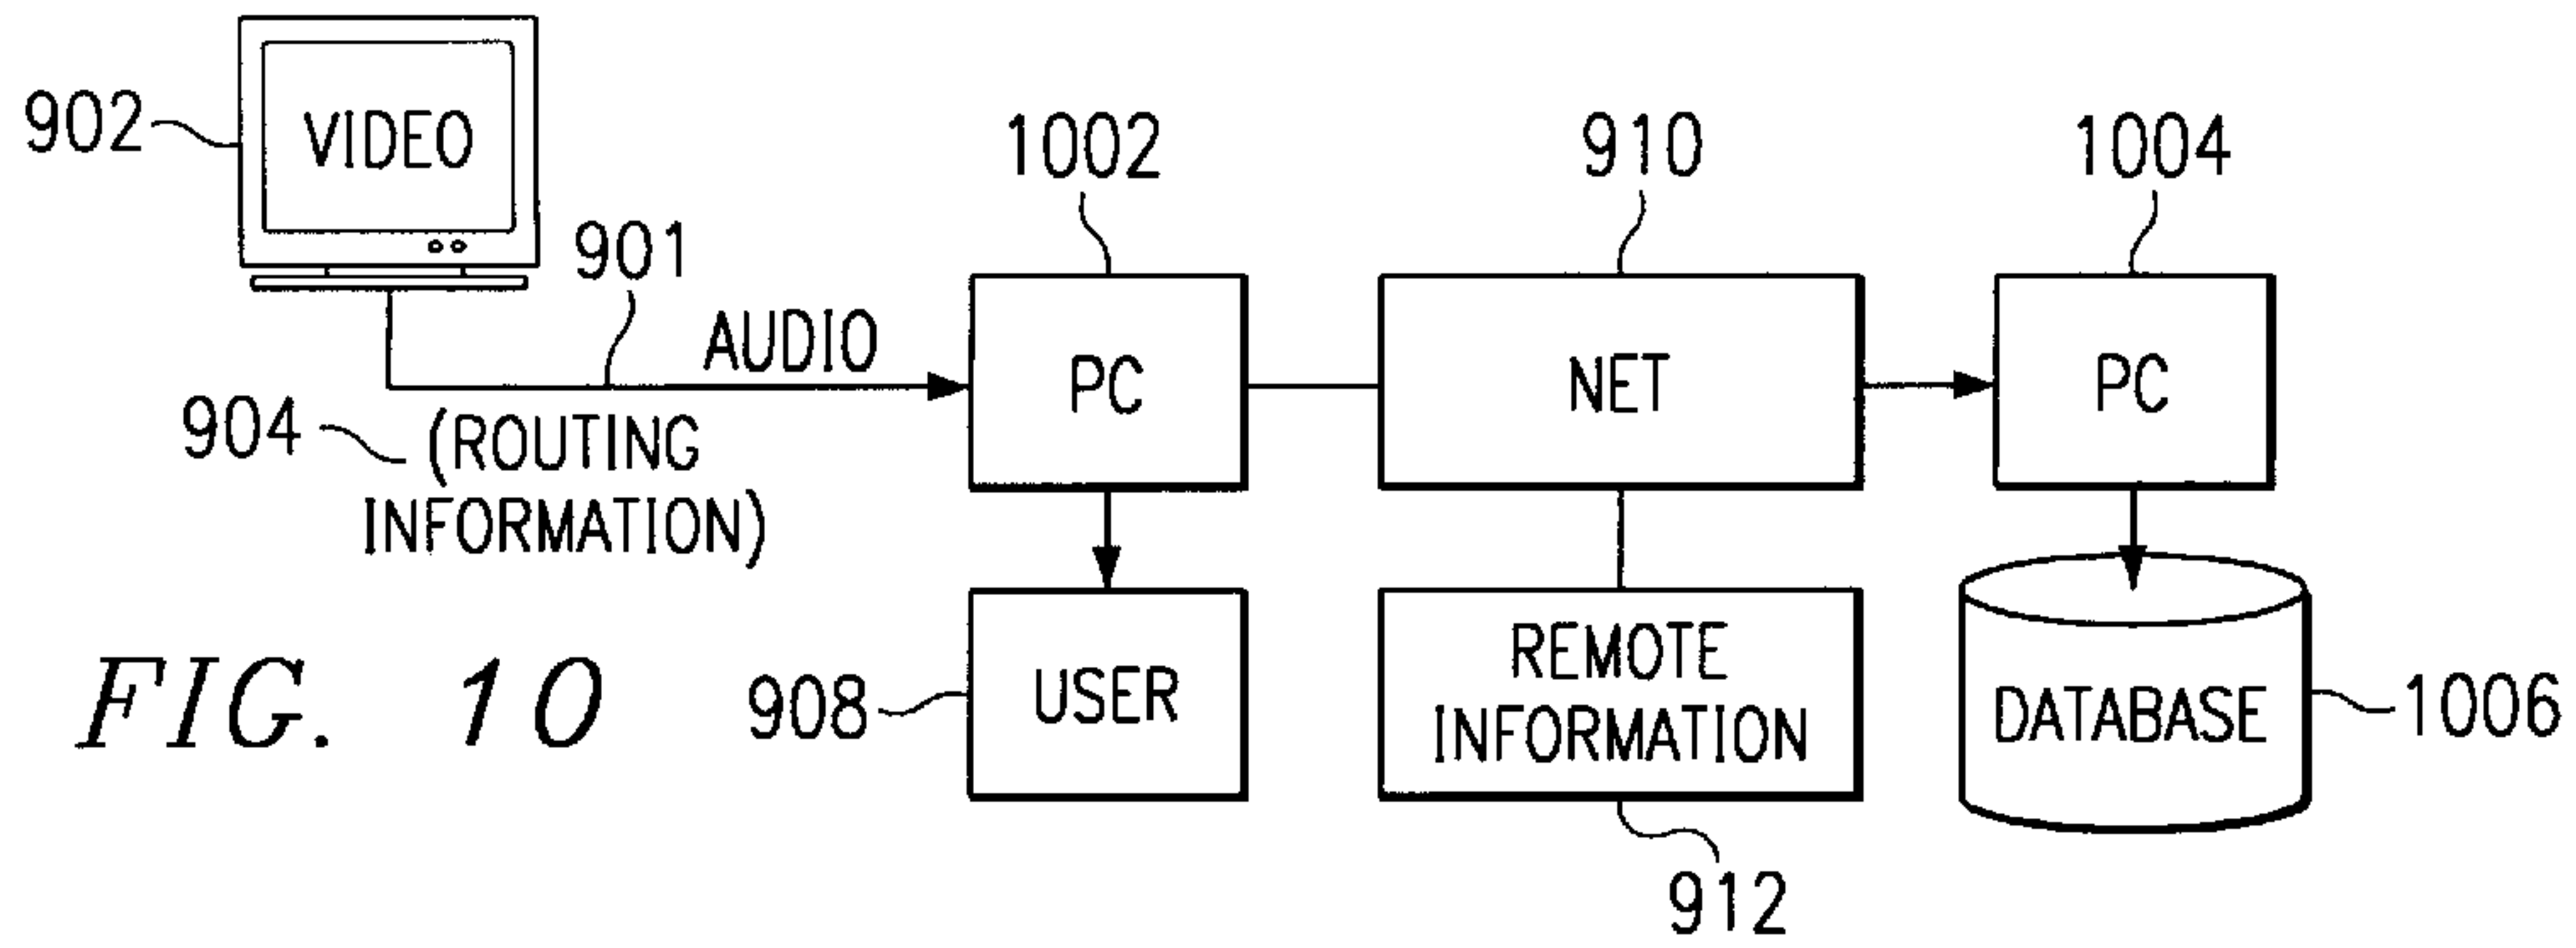 902
VIDEO
901
AUDIO
904
(ROUTING
INFORMATION)
1002
PC
910
NET
1004
PC
908
USER
REMOTE
INFORMATION
912
DATABASE
1006
FIG. 10